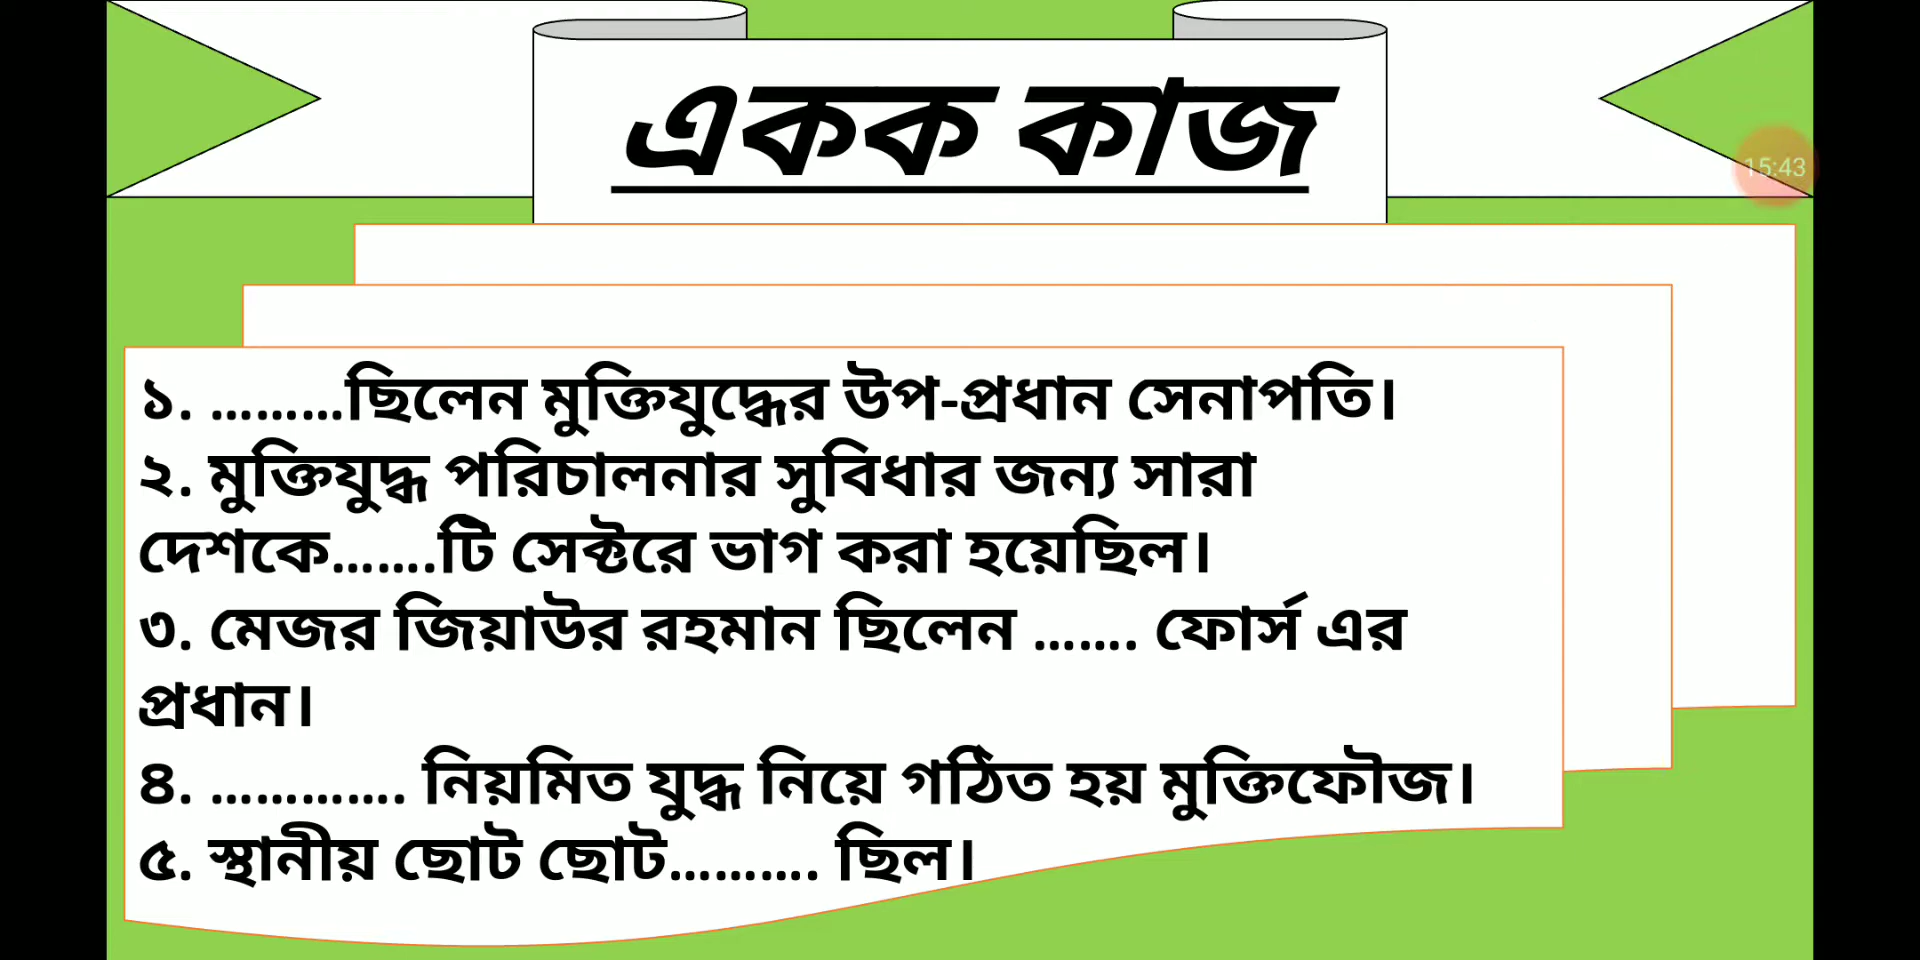 একক কাজ
15:43
১. .........ছিলেন মুক্তিযুদ্ধের উপ-প্রধান সেনাপতি।
২. মুক্তিযুদ্ধ পরিচালনার সুবিধার জন্য সারা
দেশকে.......টি সেক্টরে ভাগ করা হয়েছিল।
৩. মেজর জিয়াউর রহমান ছিলেন ....... ফোর্স এর
প্রধান।
৪. ............. নিয়মিত যুদ্ধ নিয়ে গঠিত হয় মুক্তিফৌজ।
৫. স্থানীয় ছোট ছোট.......... ছিল।